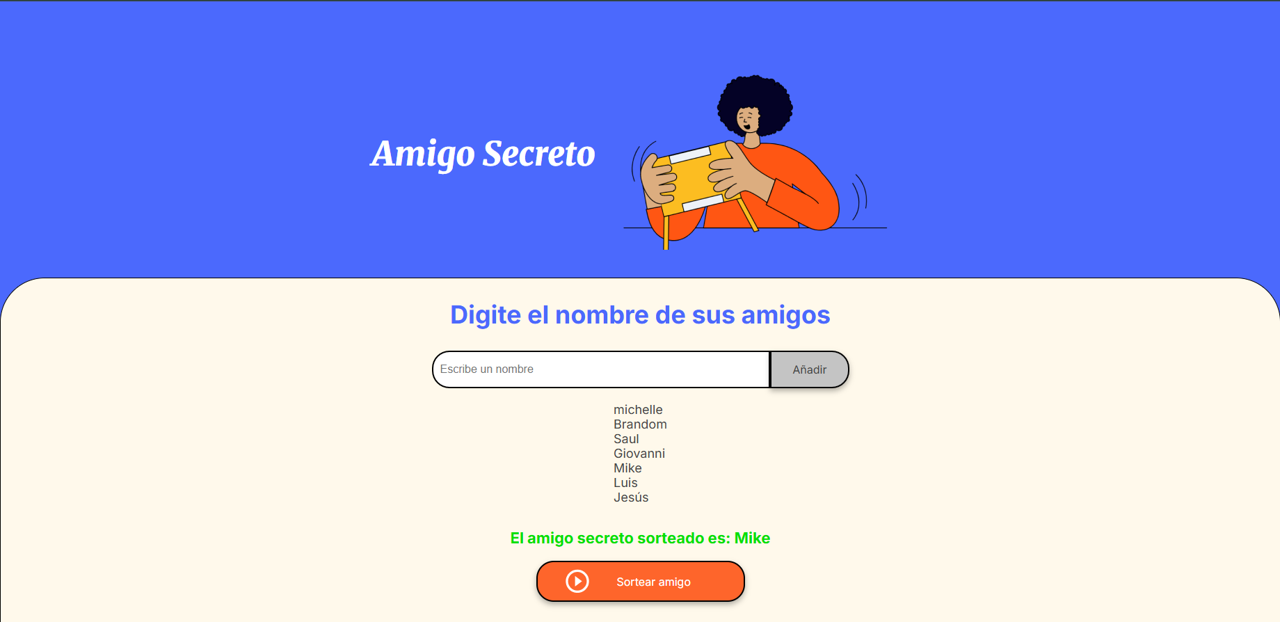 Amigo Secreto
Digite el nombre de sus amigos
Escribe un nombre
Añadir
michelle
Brandom
Saul
Giovanni
Mike
Luis
Jesús
El amigo secreto sorteado es: Mike
Sortear amigo